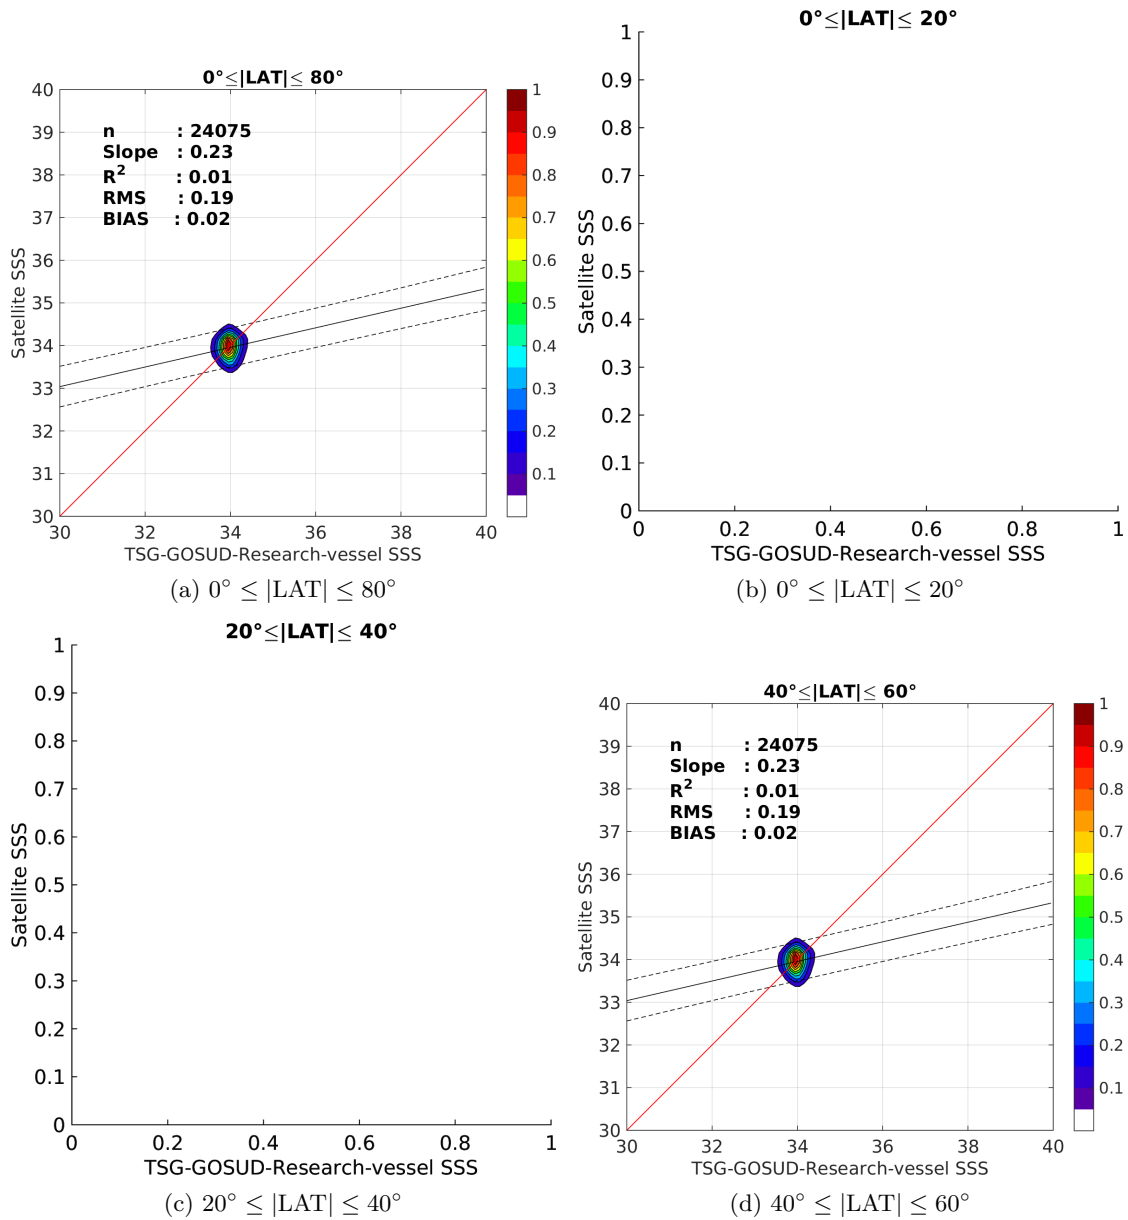 0°≤|LAT|≤ 80°
n : 24075
Slope : 0.23
R² : 0.01
RMS : 0.19
BIAS : 0.02
40
39
38
37
36
35
34
33
32
31
30
30 32 34 36 38 40
1
0.9
0.8
0.7
0.6
0.5
0.4
0.3
0.2
0.1
Satellite SSS
TSG-GOSUD-Research-vessel SSS
(a) 0° ≤ |LAT| ≤ 80°
0°≤|LAT|≤ 20°
1
0.9
0.8
0.7
0.6
0.5
0.4
0.3
0.2
0.1
0
0 0.2 0.4 0.6 0.8 1
Satellite SSS
TSG-GOSUD-Research-vessel SSS
(b) 0° ≤ |LAT| ≤ 20°
20°≤|LAT|≤ 40°
1
0.9
0.8
0.7
0.6
0.5
0.4
0.3
0.2
0.1
0
0 0.2 0.4 0.6 0.8 1
Satellite SSS
TSG-GOSUD-Research-vessel SSS
(c) 20° ≤ |LAT| ≤ 40°
40°≤|LAT|≤ 60°
n : 24075
Slope : 0.23
R² : 0.01
RMS : 0.19
BIAS : 0.02
40
39
38
37
36
35
34
33
32
31
30
30 32 34 36 38 40
1
0.9
0.8
0.7
0.6
0.5
0.4
0.3
0.2
0.1
Satellite SSS
TSG-GOSUD-Research-vessel SSS
(d) 40° ≤ |LAT| ≤ 60°